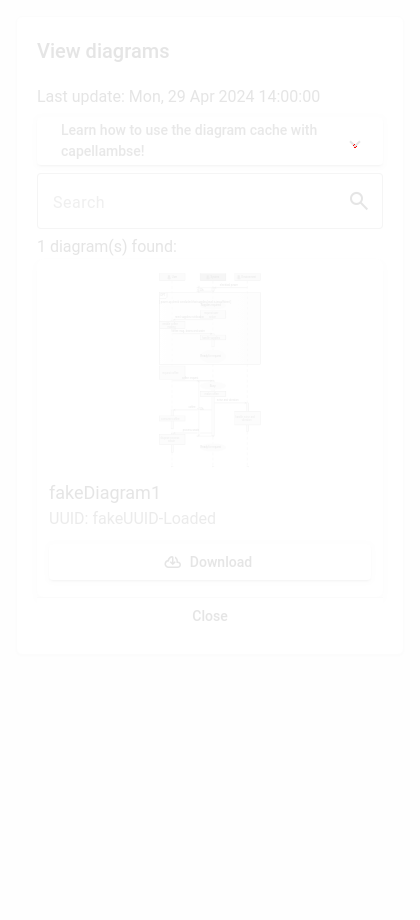 View diagrams
Last update: Mon, 29 Apr 2024 14:00:00
Learn how to use the diagram cache with
capellambse!
Search
1 diagram(s) found:
fakeDiagram1
UUID: fakeUUID-Loaded
Download
Close